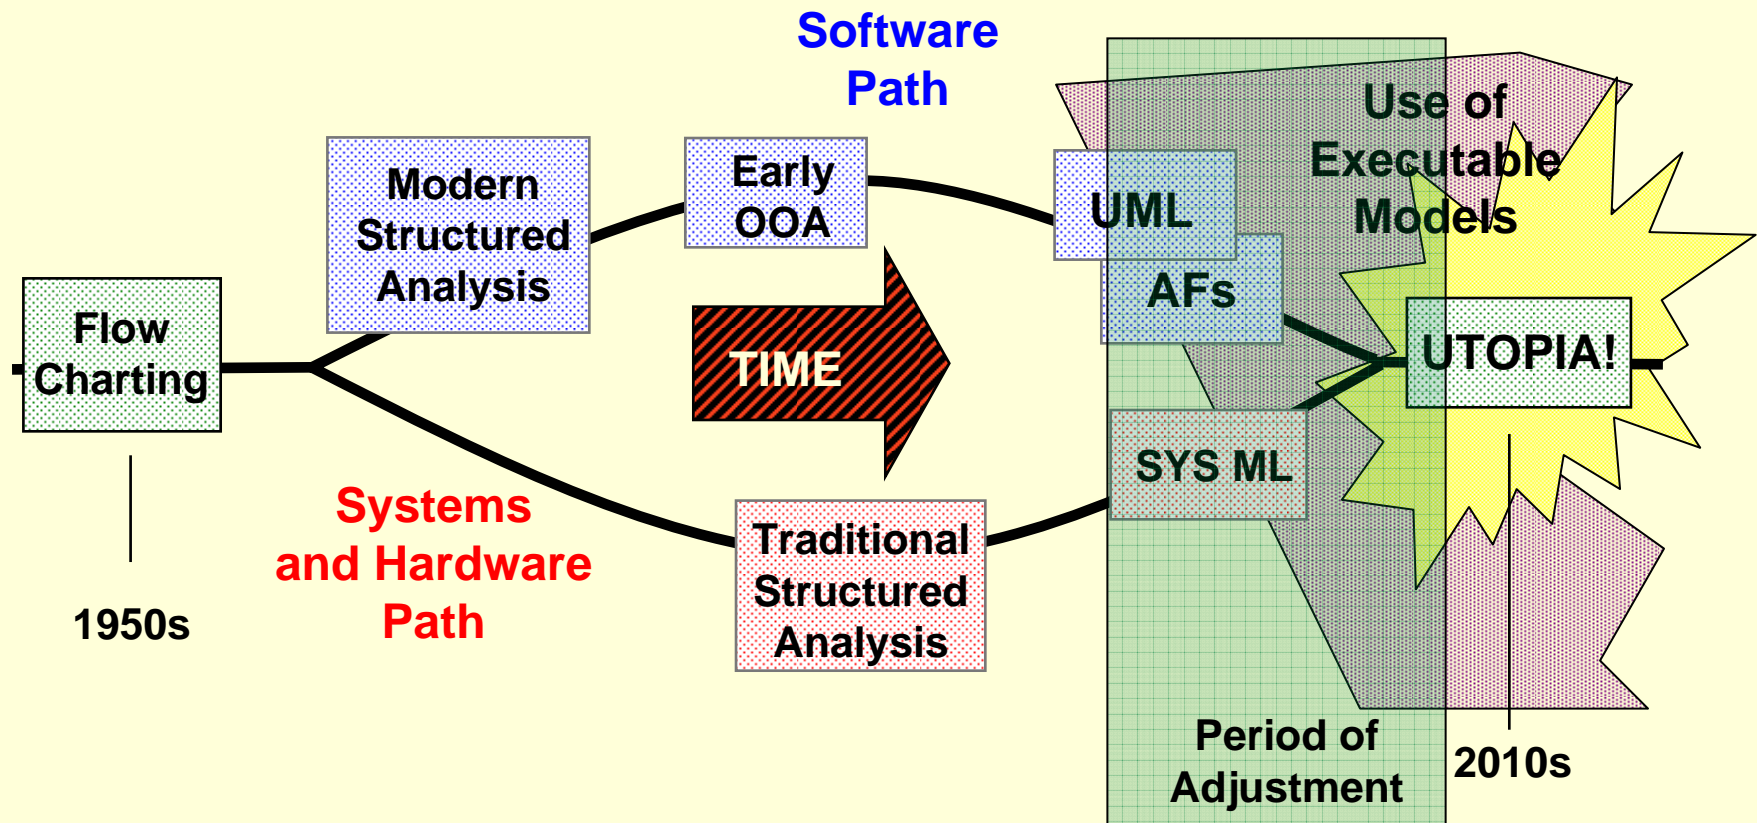 Software
Path
Use of
Executable
Models
Modern
Structured
Analysis
Early
OOA
UML
AFs
Flow
Charting
TIME
UTOPIA!
SYS ML
Systems
and Hardware
Path
Traditional
Structured
Analysis
1950s
Period of
Adjustment
2010s